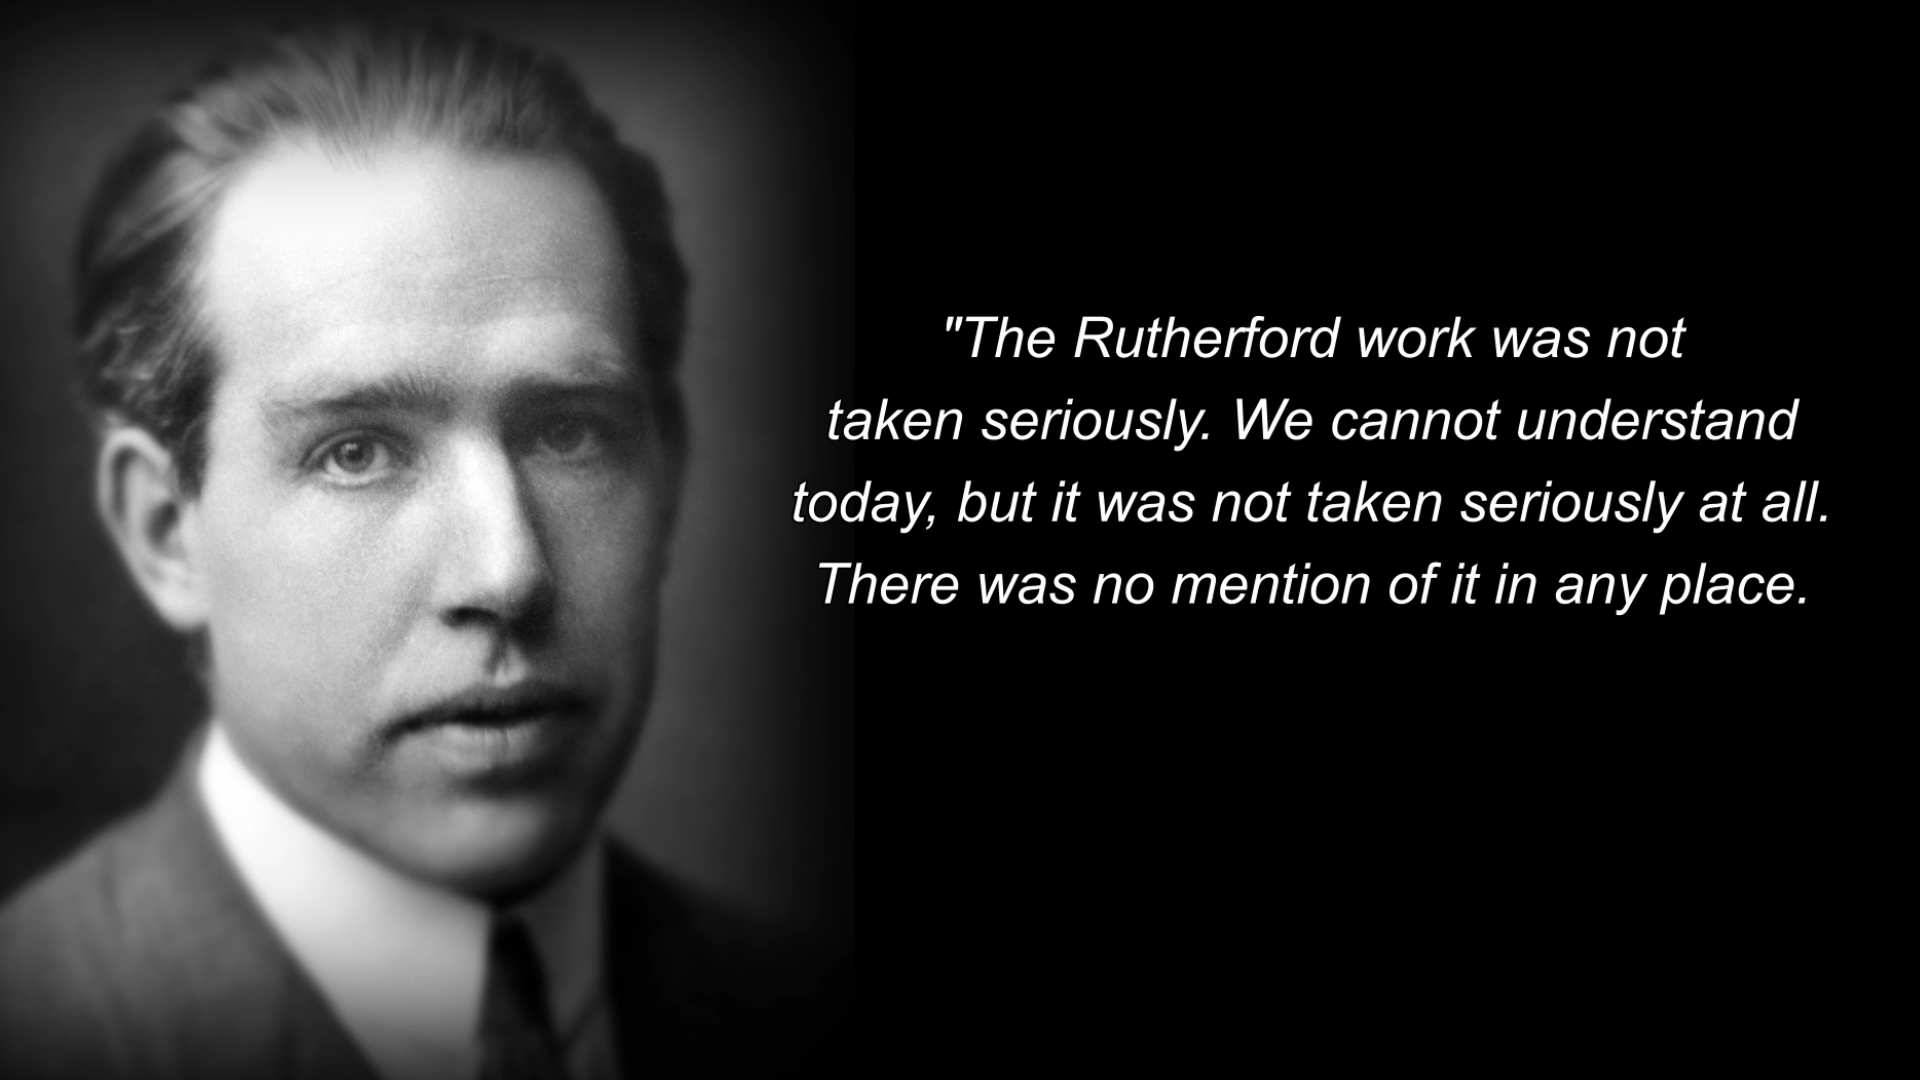 "The Rutherford work was not
taken seriously. We cannot understand
today, but it was not taken seriously at all.
There was no mention of it in any place.